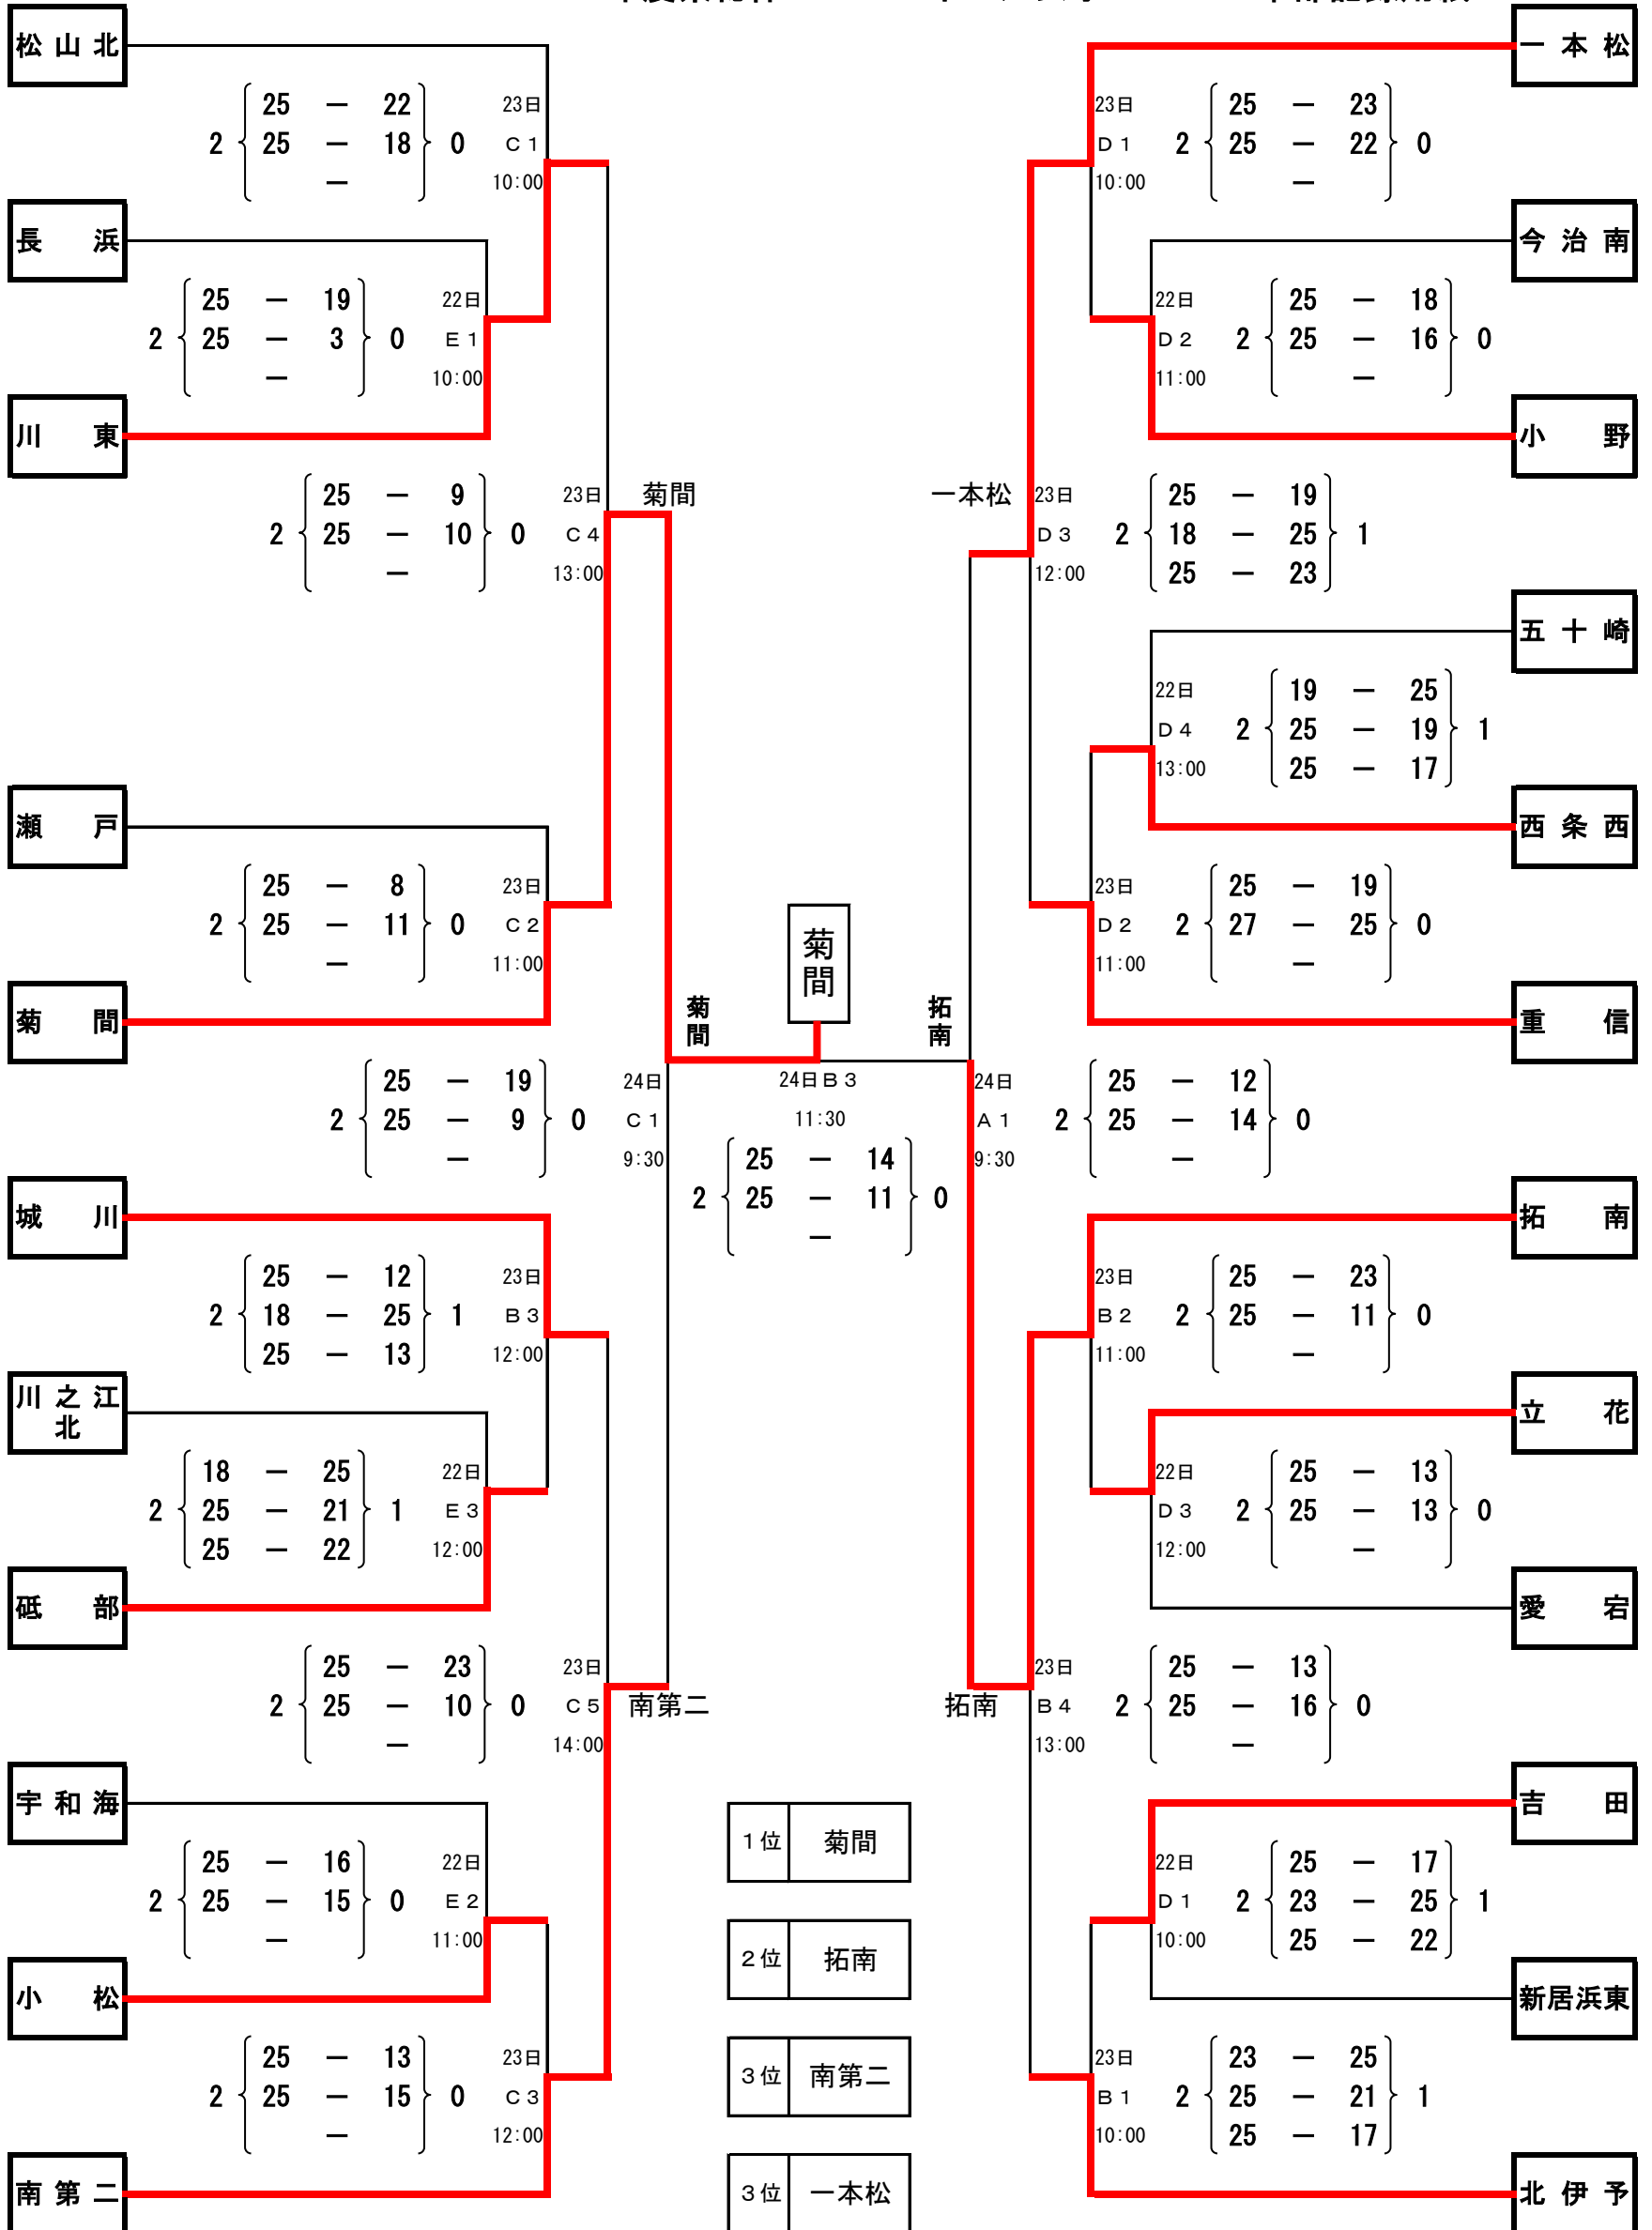 松山北
25 － 22
2 25 － 18 0
－
23日
C1
10:00
長浜
25 － 19
2 25 － 3 0
－
22日
E1
10:00
川東
25 － 9
2 25 － 10 0
－
23日
C4
13:00
菊間
瀬戸
25 － 8
2 25 － 11 0
－
23日
C2
11:00
菊間
25 － 19
2 25 － 9 0
－
24日
C1
9:30
菊間
城川
25 － 12
2 18 － 25 1
25 － 13
23日
B3
12:00
川之江
北
18 － 25
2 25 － 21 1
25 － 22
22日
E3
12:00
砥部
25 － 23
2 25 － 10 0
－
23日
C5
14:00
南第二
宇和海
25 － 16
2 25 － 15 0
－
22日
E2
11:00
小松
25 － 13
2 25 － 15 0
－
23日
C3
12:00
南第二
菊間
24日B3
11:30
25 － 14
2 25 － 11 0
－
1位 菊間
2位 拓南
3位 南第二
3位 一本松
一本松
23日
D1
10:00
25 － 23
2 25 － 22 0
－
今治南
22日
D2
11:00
25 － 18
2 25 － 16 0
－
小野
一本松
23日
D3
12:00
25 － 19
2 18 － 25 1
25 － 23
五十崎
22日
D4
13:00
19 － 25
2 25 － 19 1
25 － 17
西条西
23日
D2
11:00
25 － 19
2 27 － 25 0
－
重信
拓南
24日
A1
9:30
25 － 12
2 25 － 14 0
－
拓南
23日
B2
11:00
25 － 23
2 25 － 11 0
－
立花
22日
D3
12:00
25 － 13
2 25 － 13 0
－
愛宕
拓南
23日
B4
13:00
25 － 13
2 25 － 16 0
－
吉田
22日
D1
10:00
25 － 17
2 23 － 25 1
25 － 22
新居浜東
23日
B1
10:00
23 － 25
2 25 － 21 1
25 － 17
北伊予